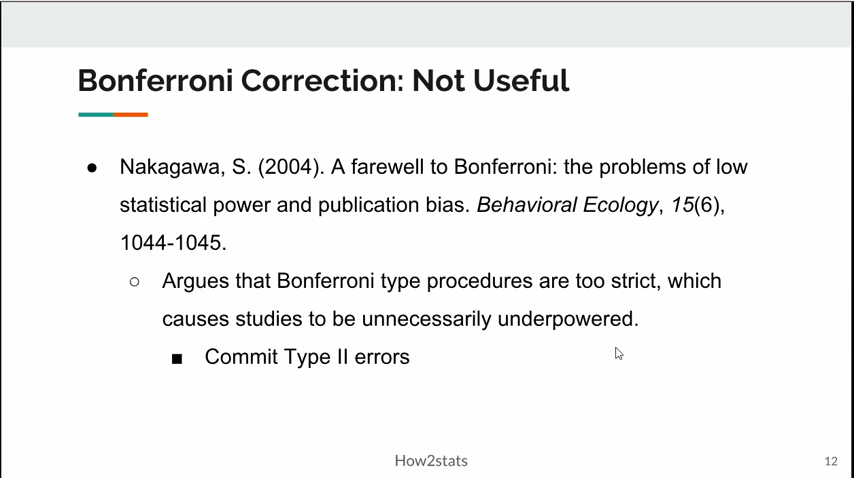 Bonferroni Correction: Not Useful
● Nakagawa, S. (2004). A farewell to Bonferroni: the problems of low
statistical power and publication bias. Behavioral Ecology, 15(6),
1044-1045.
○ Argues that Bonferroni type procedures are too strict, which
causes studies to be unnecessarily underpowered.
■ Commit Type II errors
How2stats
12